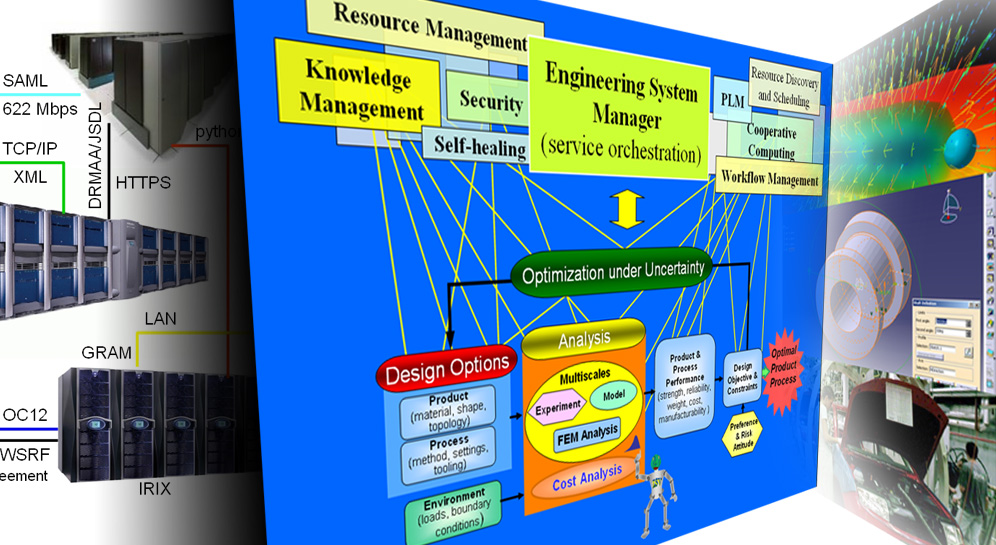 SAML
622 Mbps
TCP/IP
XML
DRMAA/JSDL
HTTPS
LAN
GRAM
OC12
WSRF
eement
IRIX
Resource Management
Knowledge
Management
Security
Self-healing
Engineering System
Manager
(service orchestration)
PLM
Resource Discovery
and Scheduling
Cooperative
Computing
Workflow Management
Optimization under Uncertainty
Design Options
Product
(material, shape,
topology)
Process
(method, settings,
tooling)
Environment
(loads, boundary
conditions)
Analysis
Multiscales
Experiment
Model
FEM Analysis
Cost Analysis
Product &
Process
Performance
(strength, reliability,
weight, cost,
manufacturability )
Design
Objective &
Constraints
Preference
& Risk
Attitude
Optimal
Product
Process